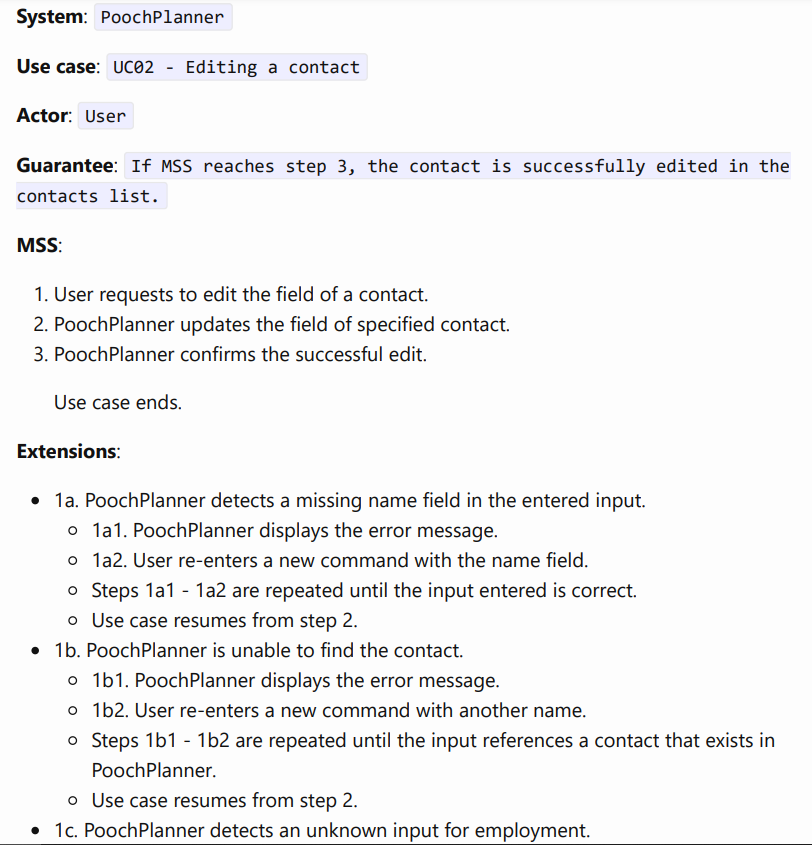 System: PoochPlanner
Use case: UC02 - Editing a contact
Actor: User
Guarantee: If MSS reaches step 3, the contact is successfully edited in the
contacts list.
MSS:
1. User requests to edit the field of a contact.
2. PoochPlanner updates the field of specified contact.
3. PoochPlanner confirms the successful edit.
Use case ends.
Extensions:
• 1a. PoochPlanner detects a missing name field in the entered input.
○ 1a1. PoochPlanner displays the error message.
○ 1a2. User re-enters a new command with the name field.
○ Steps 1a1 - 1a2 are repeated until the input entered is correct.
○ Use case resumes from step 2.
• 1b. PoochPlanner is unable to find the contact.
○ 1b1. PoochPlanner displays the error message.
○ 1b2. User re-enters a new command with another name.
○ Steps 1b1 - 1b2 are repeated until the input references a contact that exists in
PoochPlanner.
○ Use case resumes from step 2.
• 1c. PoochPlanner detects an unknown input for employment.